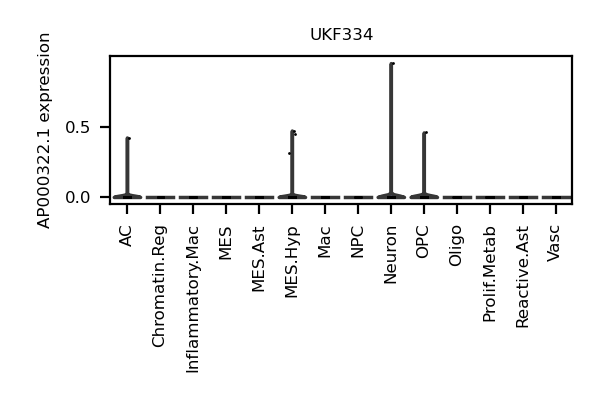 UKF334
AP000322.1 expression
0.5
0.0
AC
Chromatin.Reg
Inflammatory.Mac
MES
MES.Ast
MES.Hyp
Mac
NPC
Neuron
OPC
Oligo
Prolif.Metab
Reactive.Ast
Vasc